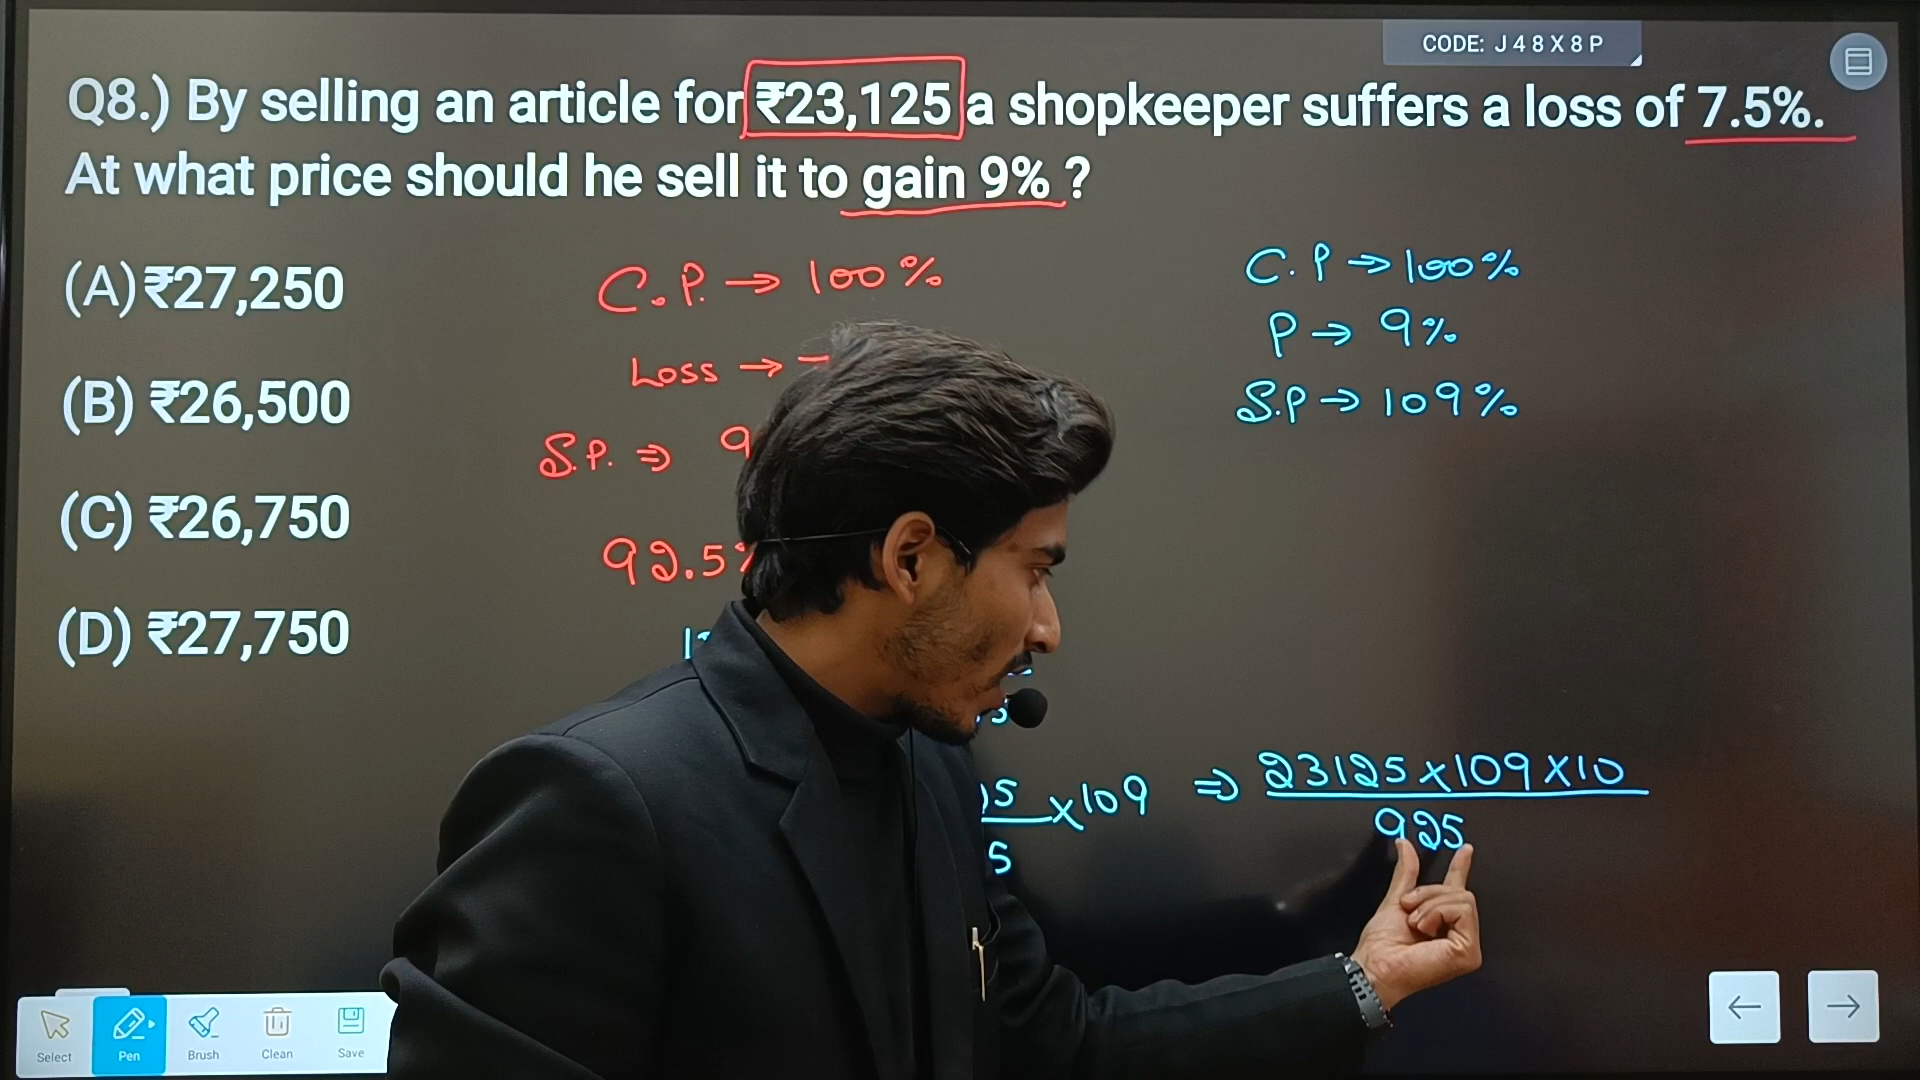 CODE: J48X8P
Q8.) By selling an article for ₹23,125 a shopkeeper suffers a loss of 7.5%.
At what price should he sell it to gain 9% ?
(A) ₹27,250
(B) ₹26,500
(C) ₹26,750
(D) ₹27,750
C.P. → 100%
Loss → -
S.P. ⇒ 9
92.5%
C.P → 100%
P → 9%
S.P → 109%
5 x109 ⇒ 23125x109x10
5 925
Select Pen Brush Clean Save
← →